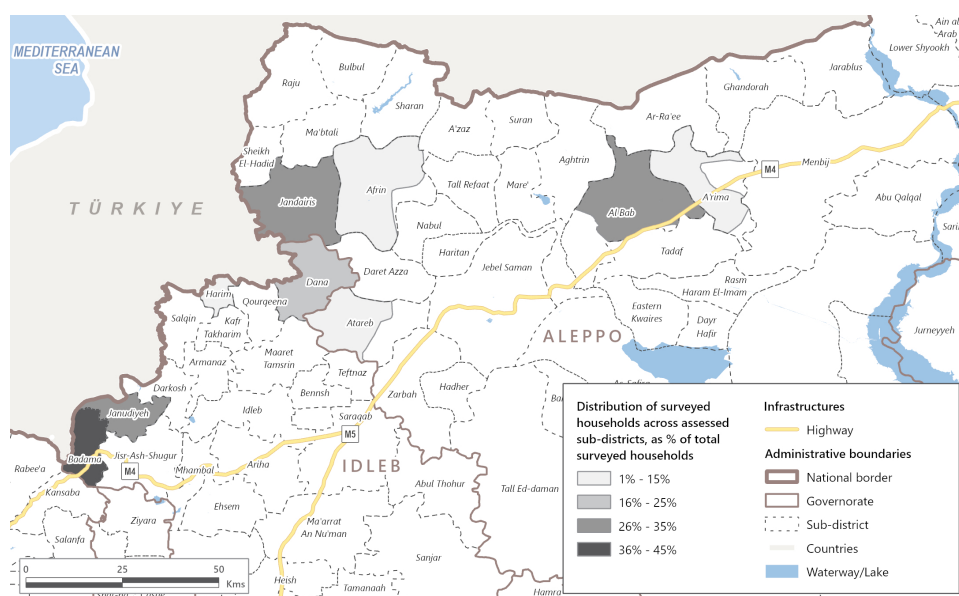 MEDITERRANEAN
SEA
Ain al-
Arab
Lower Shyookh
Bulbul
Raju
Jarablus
Ghandorah
Sharan
Ar-Ra'ee
Suran
A'zaz
Ma'btali
Sheikh
El-Hadid
Aghtrin
Menbij
M4
Afrin
Tall Refaat
Mare'
Jandairis
A'rima
Abu Qalqal
TÜRKIYE
Al Bab
Nabul
Haritan
Tadaf
Jebel Saman
Daret Azza
Dana
Rasm
Haram El-Imam
Harim
Qourqeena
Eastern
Kwaires
Dayr
Hafir
Salqin
Kafr
Takharim
Atareb
ALEPPO
Jurneyyeh
Maaret
Tamsrin
Armanaz
Teftnaz
Darkosh
Hadher
Bennsh
Zarbah
Janudiyeh
Idleb
Saraqab
M5
Badama
Jisr-Ash-Shugur
M4
Mhambal
Ariha
IDLEB
Rabee'a
Kansaba
Abul Thohur
Tall Ed-daman
Ehsem
Ziyara
Ma'arrat
An Nu'man
Salanfa
Sanjar
Heish
Tamanaah
Hamra
0
25
50
Kms
Distribution of surveyed
households across assessed
sub-districts, as % of total
surveyed households
1% - 15%
16% - 25%
26% - 35%
36% - 45%
Infrastructures
Highway
Administrative boundaries
National border
Governorate
Sub-district
Countries
Waterway/Lake